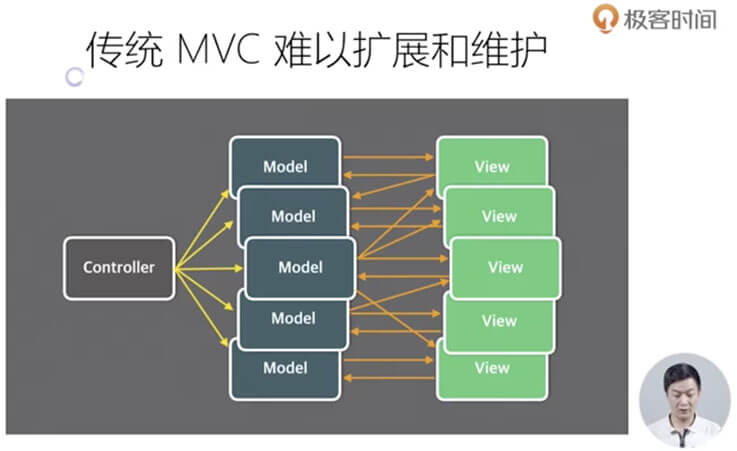 极客时间
传统 MVC 难以扩展和维护
Model
View
Model
View
Controller
Model
View
Model
View
Model
View